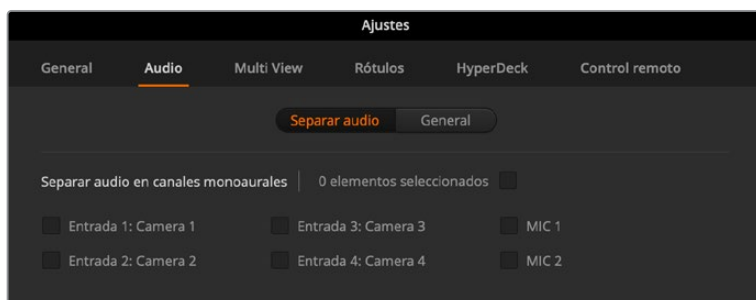 Ajustes
General Audio Multi View Rótulos HyperDeck Control remoto
Separar audio General
Separar audio en canales monoaurales 0 elementos seleccionados
Entrada 1: Camera 1 Entrada 3: Camera 3 MIC 1
Entrada 2: Camera 2 Entrada 4: Camera 4 MIC 2